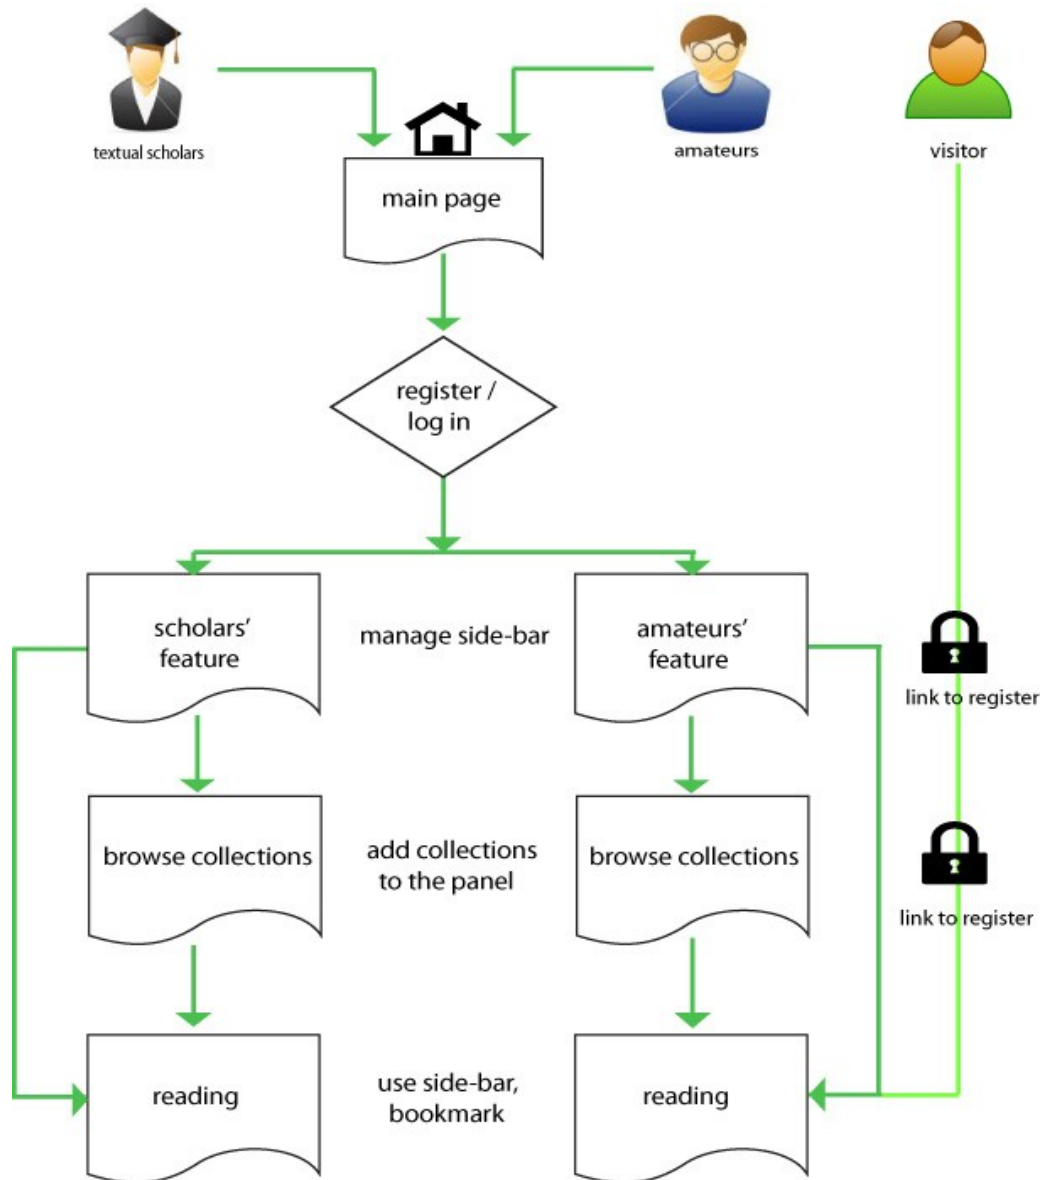 textual scholars
amateurs
visitor
main page
register /
log in
scholars'
feature
manage side-bar
amateurs'
feature
link to register
browse collections
add collections
to the panel
browse collections
link to register
reading
use side-bar,
bookmark
reading